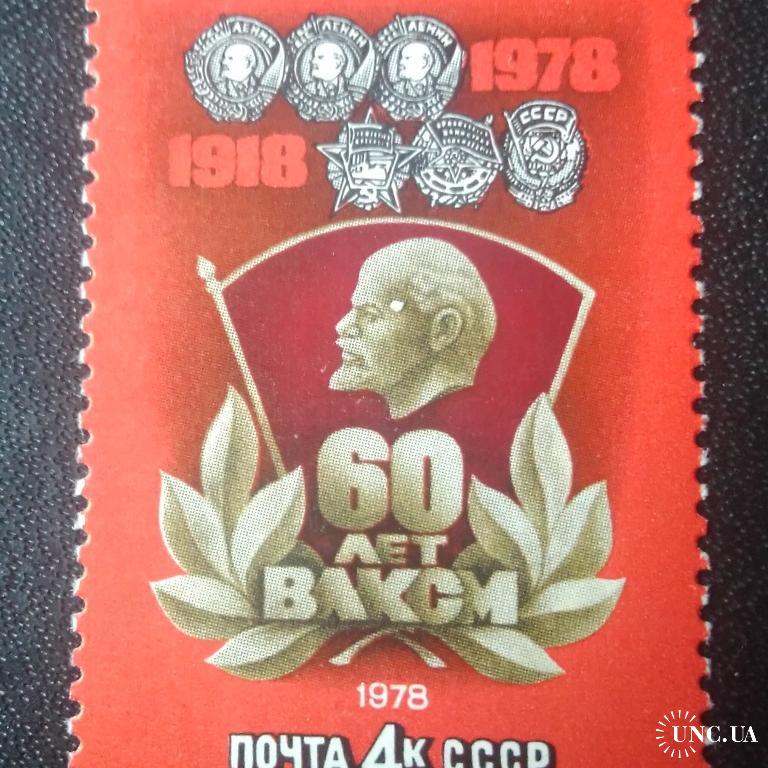 ЛЕНИН ЛЕНИН ЛЕНИН
1978
1918
СССР
60
ЛЕТ
ВЛКСМ
1978
ПОЧТА 4К СССР
UNC.UA